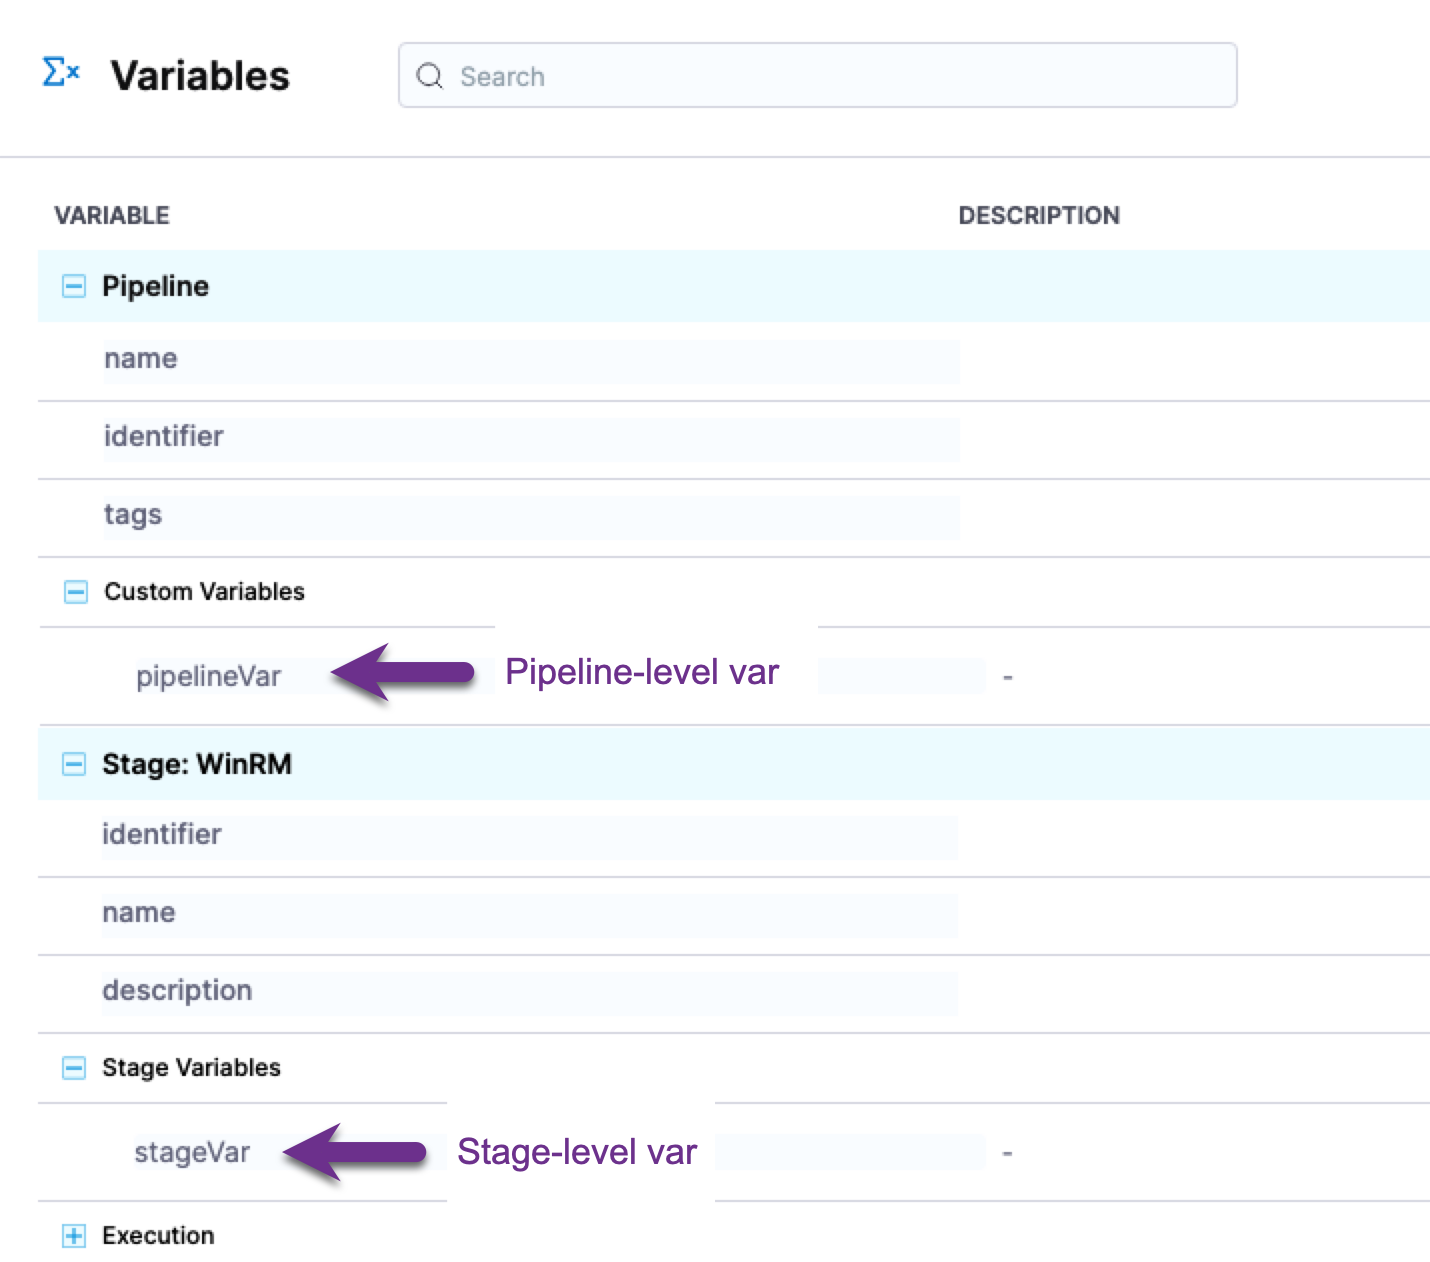 Σx Variables Search
VARIABLE DESCRIPTION
Pipeline
name
identifier
tags
Custom Variables
pipelineVar Pipeline-level var -
Stage: WinRM
identifier
name
description
Stage Variables
stageVar Stage-level var -
Execution